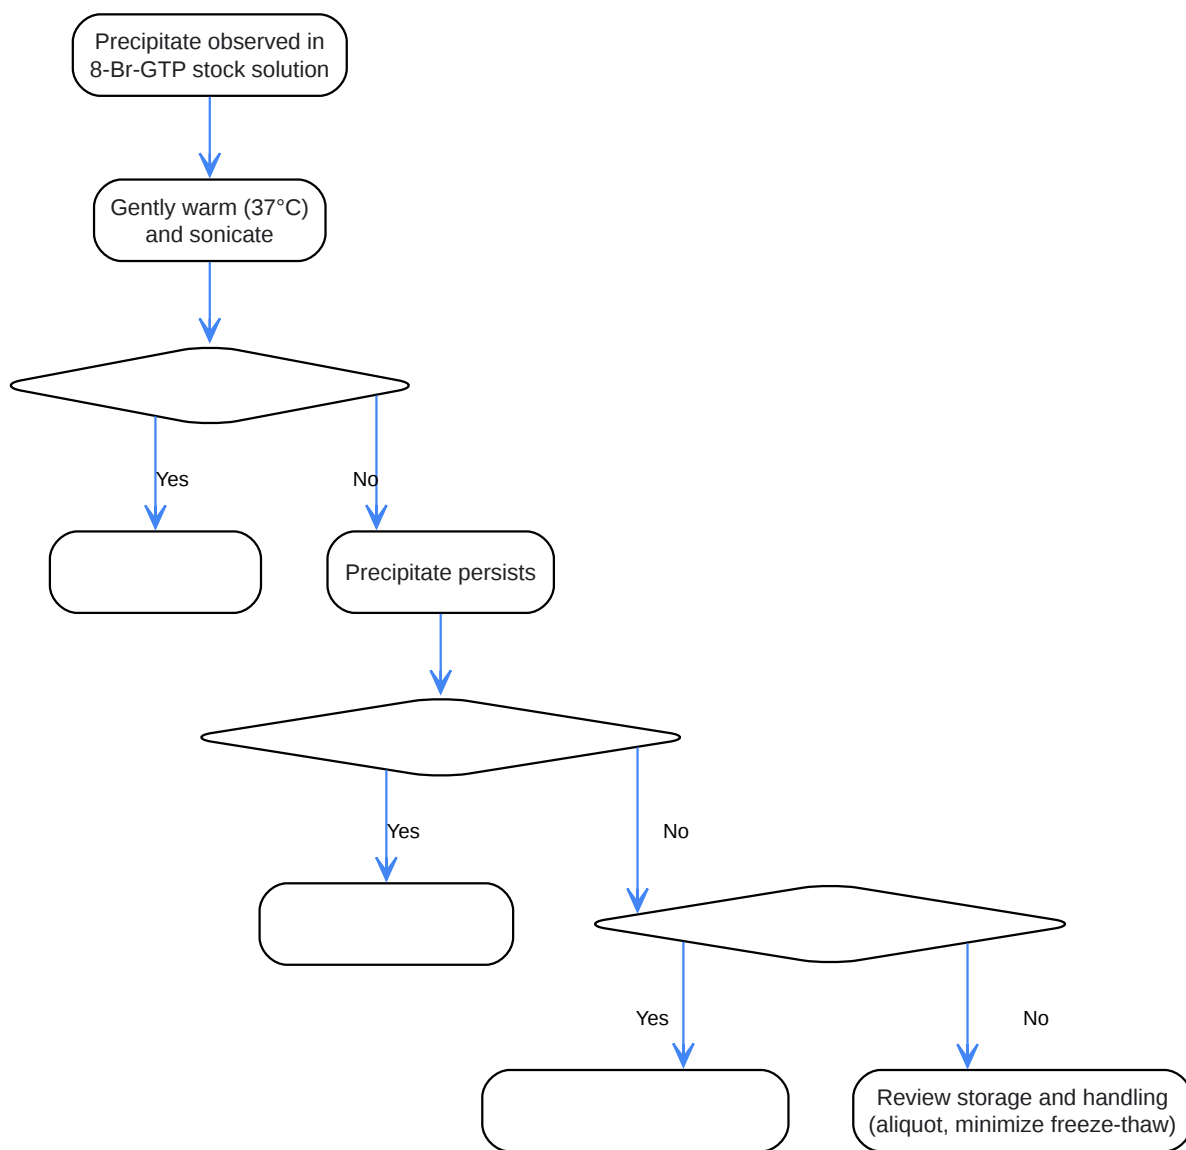 Precipitate observed in
8-Br-GTP stock solution
Gently warm (37°C)
and sonicate
Yes
No
Precipitate persists
Yes
No
Yes
No
Review storage and handling
(aliquot, minimize freeze-thaw)